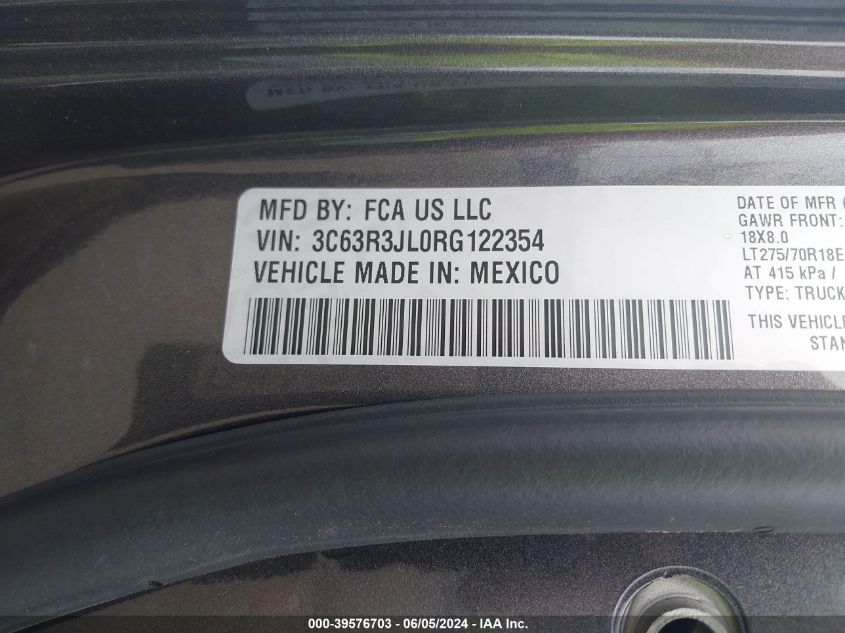 MFD BY: FCA US LLC
VIN: 3C63R3JL0RG122354
VEHICLE MADE IN: MEXICO
DATE OF MFR
GAWR FRONT:
18X8.0
LT275/70R18E
AT 415 kPa /
TYPE: TRUCK
THIS VEHICLE
STAN
000-39576703 - 06/05/2024 - IAA Inc.